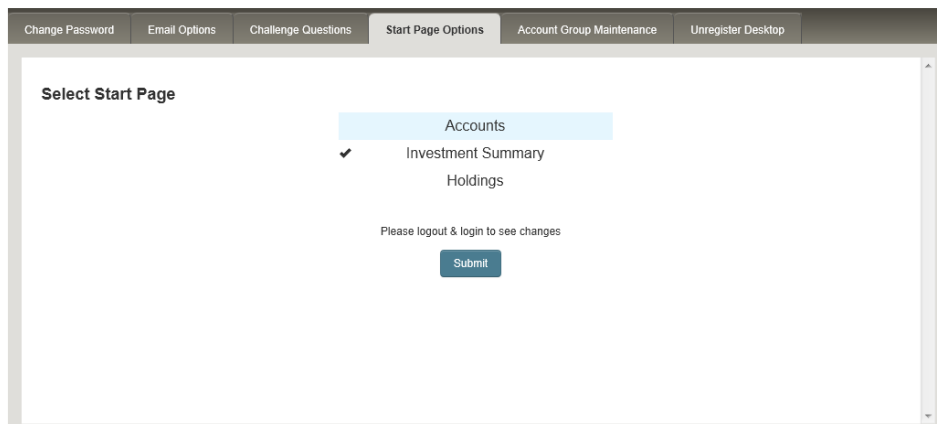 Change Password Email Options Challenge Questions Start Page Options Account Group Maintenance Unregister Desktop
Select Start Page
Accounts
Investment Summary
Holdings
Please logout & login to see changes
Submit